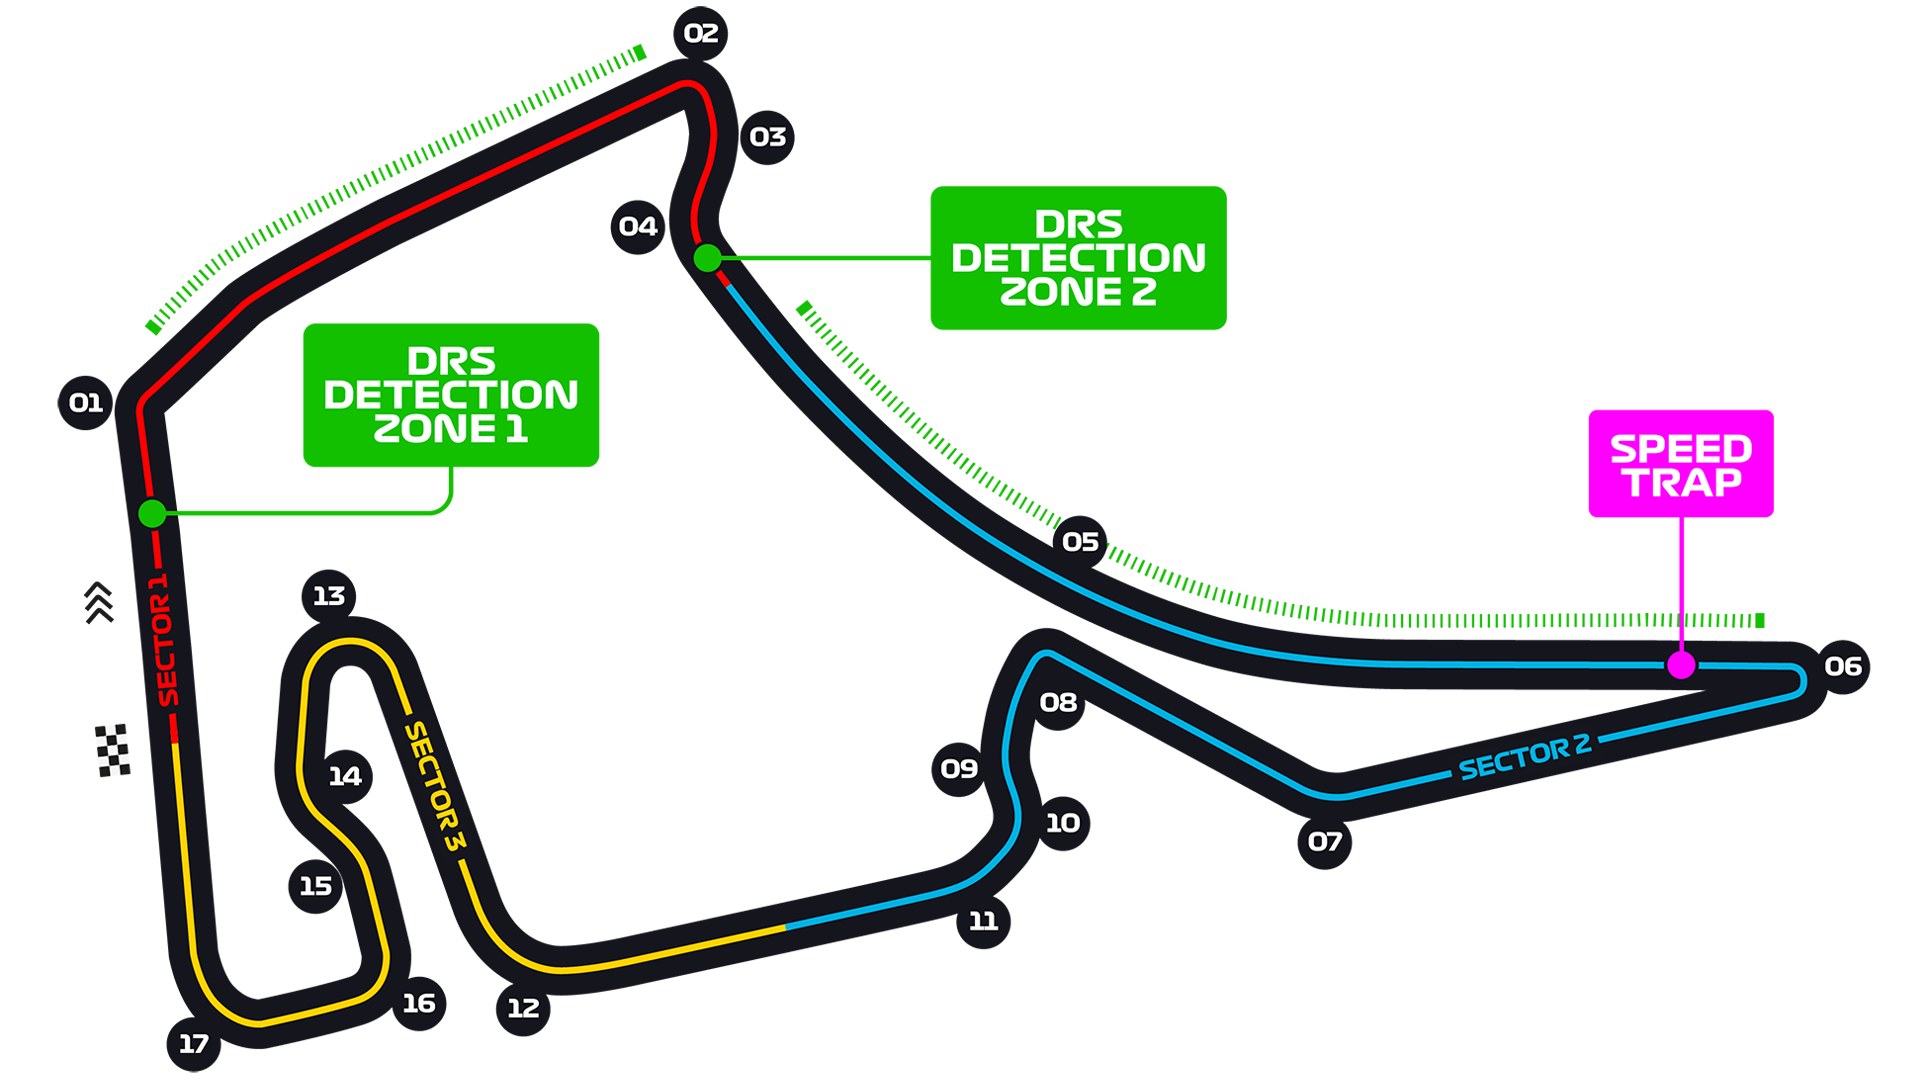 02
03
04
DRS
DETECTION
ZONE 2
DRS
DETECTION
ZONE 1
01
SPEED
TRAP
05
06
13
SECTOR 1
08
SECTOR 2
09
14
SECTOR 3
10
07
15
11
16
12
17